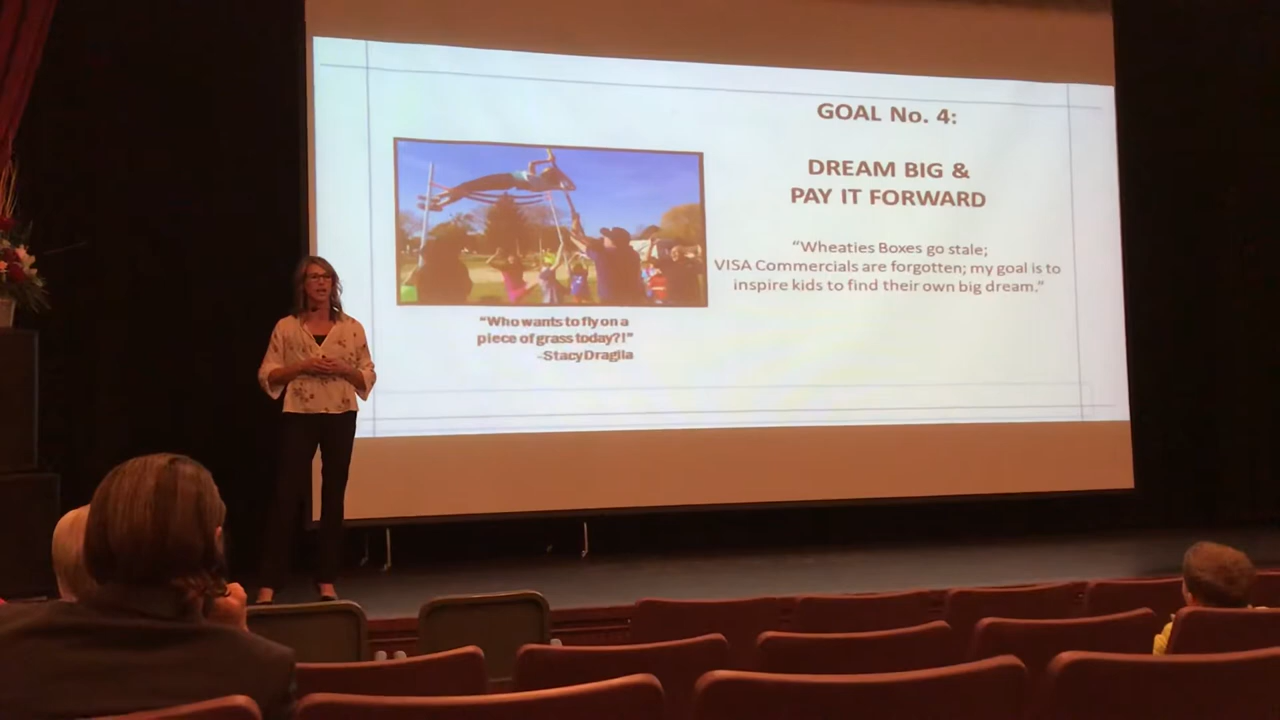 GOAL No. 4:
DREAM BIG &
PAY IT FORWARD
“Wheaties Boxes go stale;
VISA Commercials are forgotten; my goal is to
inspire kids to find their own big dream.”
“Who wants to fly on a
piece of grass today?!”
-Stacy Dragila